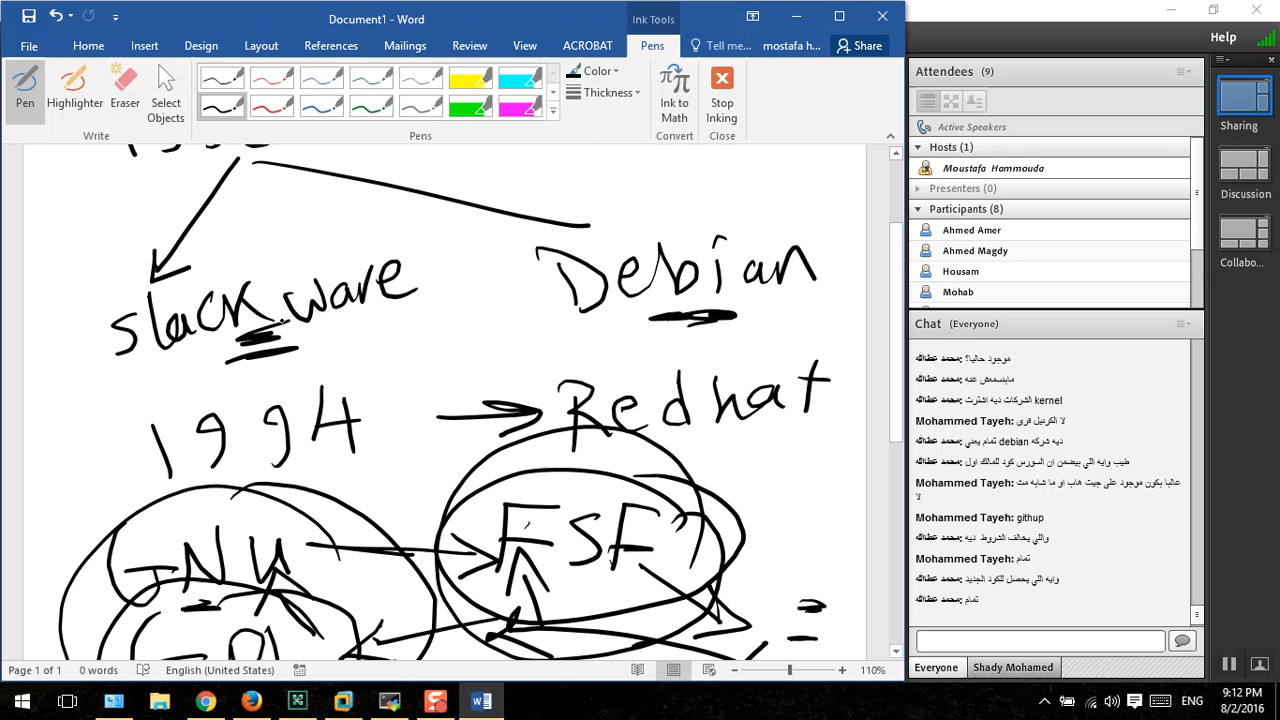 Document1 - Word
Ink Tools
File
Home
Insert
Design
Layout
References
Mailings
Review
View
ACROBAT
Pens
Tell me...
mostafa h...
Share
Pen
Highlighter
Eraser
Select
Objects
Color
Thickness
Ink to
Math
Stop
Inking
Write
Pens
Convert
Close
slackware
Debian
1994
Redhat
NU
FSF
Page 1 of 1
0 words
English (United States)
110%
Help
Attendees (9)
Active Speakers
Hosts (1)
Moustafa Hammouda
Presenters (0)
Participants (8)
Ahmed Amer
Ahmed Magdy
Housam
Mohab
Sharing
Discussion
Collabo...
Chat (Everyone)
محمد عطاالله: موجود حاليا؟
محمد عطاالله: مابنسمعش عنه
محمد عطاالله: الشركات ديه اشترت kernel
Mohammed Tayeh: لا الكرنيل فرى
محمد عطاالله: ديه شركه debian تمام يعني
محمد عطاالله: طيب وايه اللي بيضمن ان السورس كود للمالك اول
Mohammed Tayeh: غالبا بكون موجود على جيت هاب او ما شابه مش
لا
Mohammed Tayeh: githup
محمد عطاالله: واللي يخالف الشروط ديه
Mohammed Tayeh: تمام
محمد عطاالله: وايه اللي يحصل للكود الجديد
محمد عطاالله: تمام
Everyone
Shady Mohamed
ENG
9:12 PM
8/2/2016